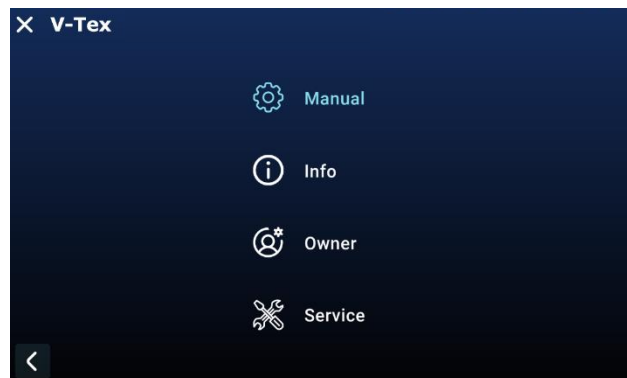 V-Tex
Manual
Info
Owner
Service